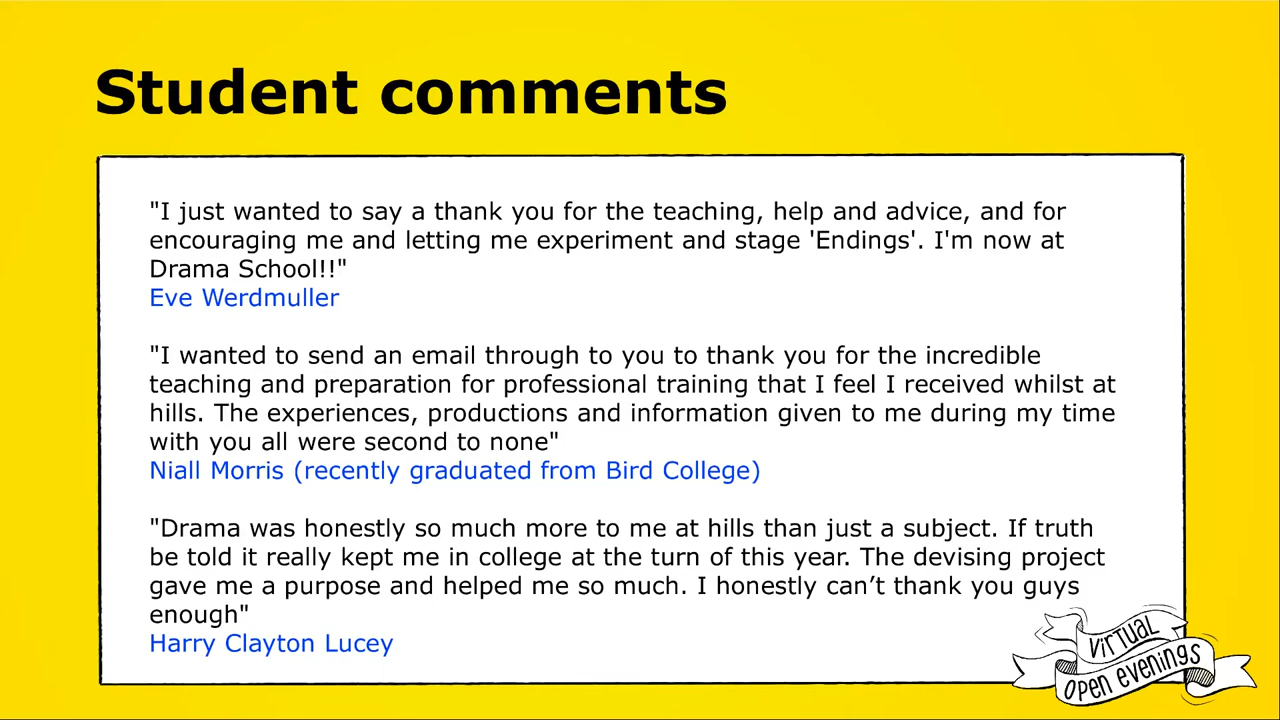 Student comments
"I just wanted to say a thank you for the teaching, help and advice, and for
encouraging me and letting me experiment and stage 'Endings'. I'm now at
Drama School!!"
Eve Werdmuller
"I wanted to send an email through to you to thank you for the incredible
teaching and preparation for professional training that I feel I received whilst at
hills. The experiences, productions and information given to me during my time
with you all were second to none"
Niall Morris (recently graduated from Bird College)
"Drama was honestly so much more to me at hills than just a subject. If truth
be told it really kept me in college at the turn of this year. The devising project
gave me a purpose and helped me so much. I honestly can’t thank you guys
enough"
Harry Clayton Lucey
VirTUAL
open evenings